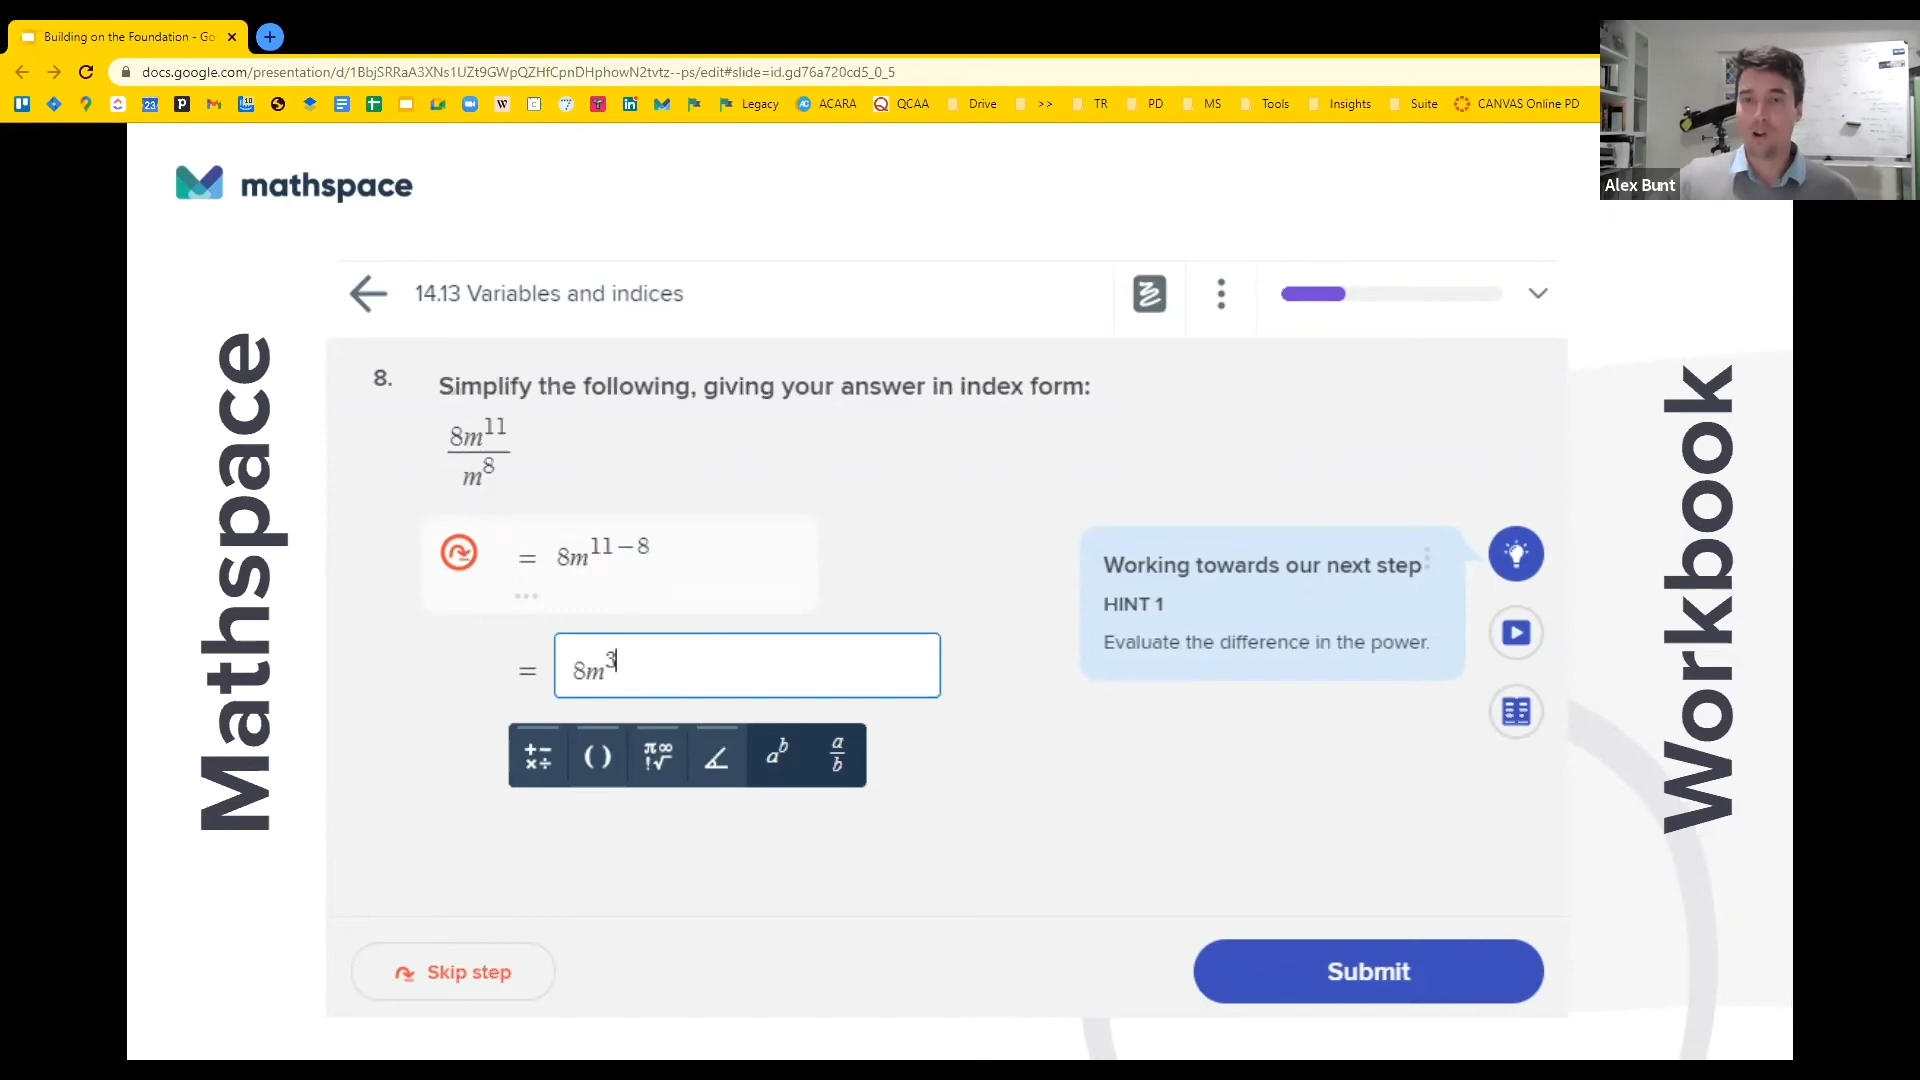 Building on the Foundation - Go
docs.google.com/presentation/d/1BbjSRRaA3XNs1UZt9GWpQZHfCpnDHphowN2tvtz--ps/edit#slide=id.gd76a720cd5_0_5
Legacy ACARA QCAA Drive >> TR PD MS Tools Insights Suite CANVAS Online PD
Alex Bunt
mathspace
Mathspace
14.13 Variables and indices
8. Simplify the following, giving your answer in index form:
8m^11
m^8
= 8m^11−8
...
= 8m^3
+− ×÷ () π∞ !√ a^b a/b
Working towards our next step
HINT 1
Evaluate the difference in the power.
Skip step
Submit
Workbook